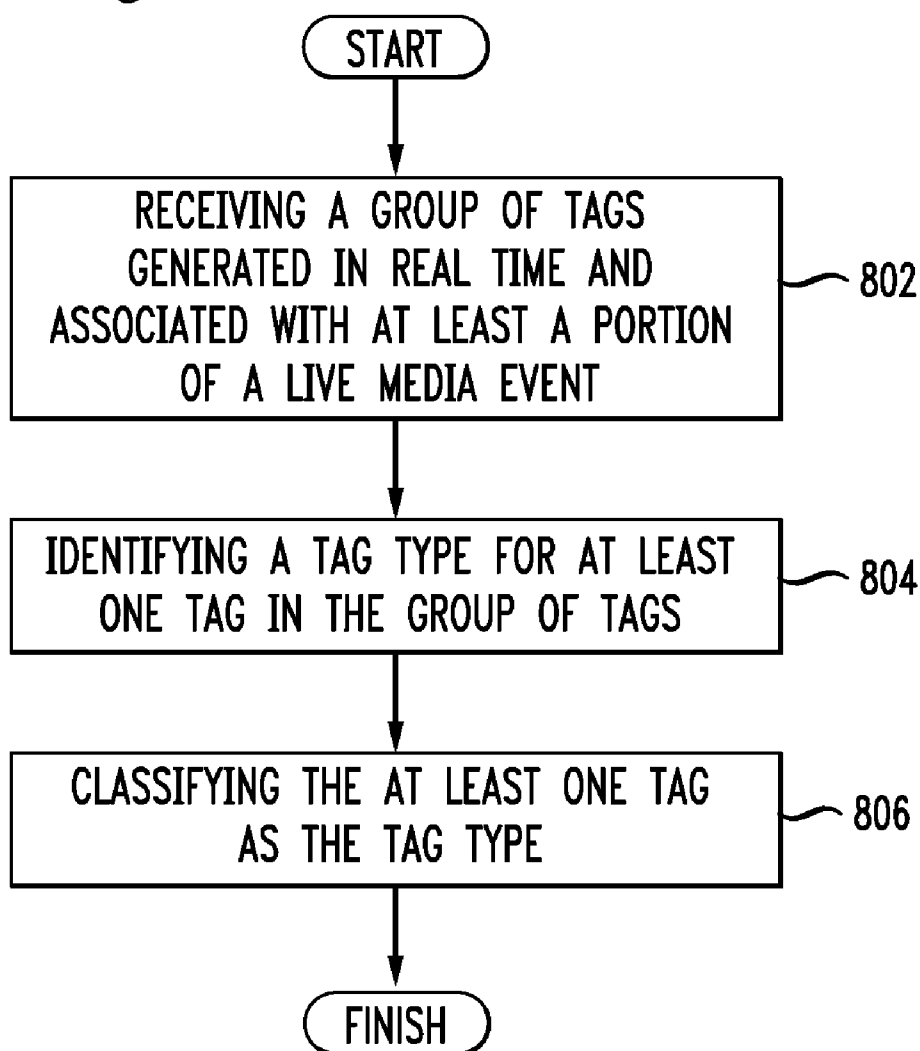 START
RECEIVING A GROUP OF TAGS
GENERATED IN REAL TIME AND
ASSOCIATED WITH AT LEAST A PORTION
OF A LIVE MEDIA EVENT
802
IDENTIFYING A TAG TYPE FOR AT LEAST
ONE TAG IN THE GROUP OF TAGS
804
CLASSIFYING THE AT LEAST ONE TAG
AS THE TAG TYPE
806
FINISH